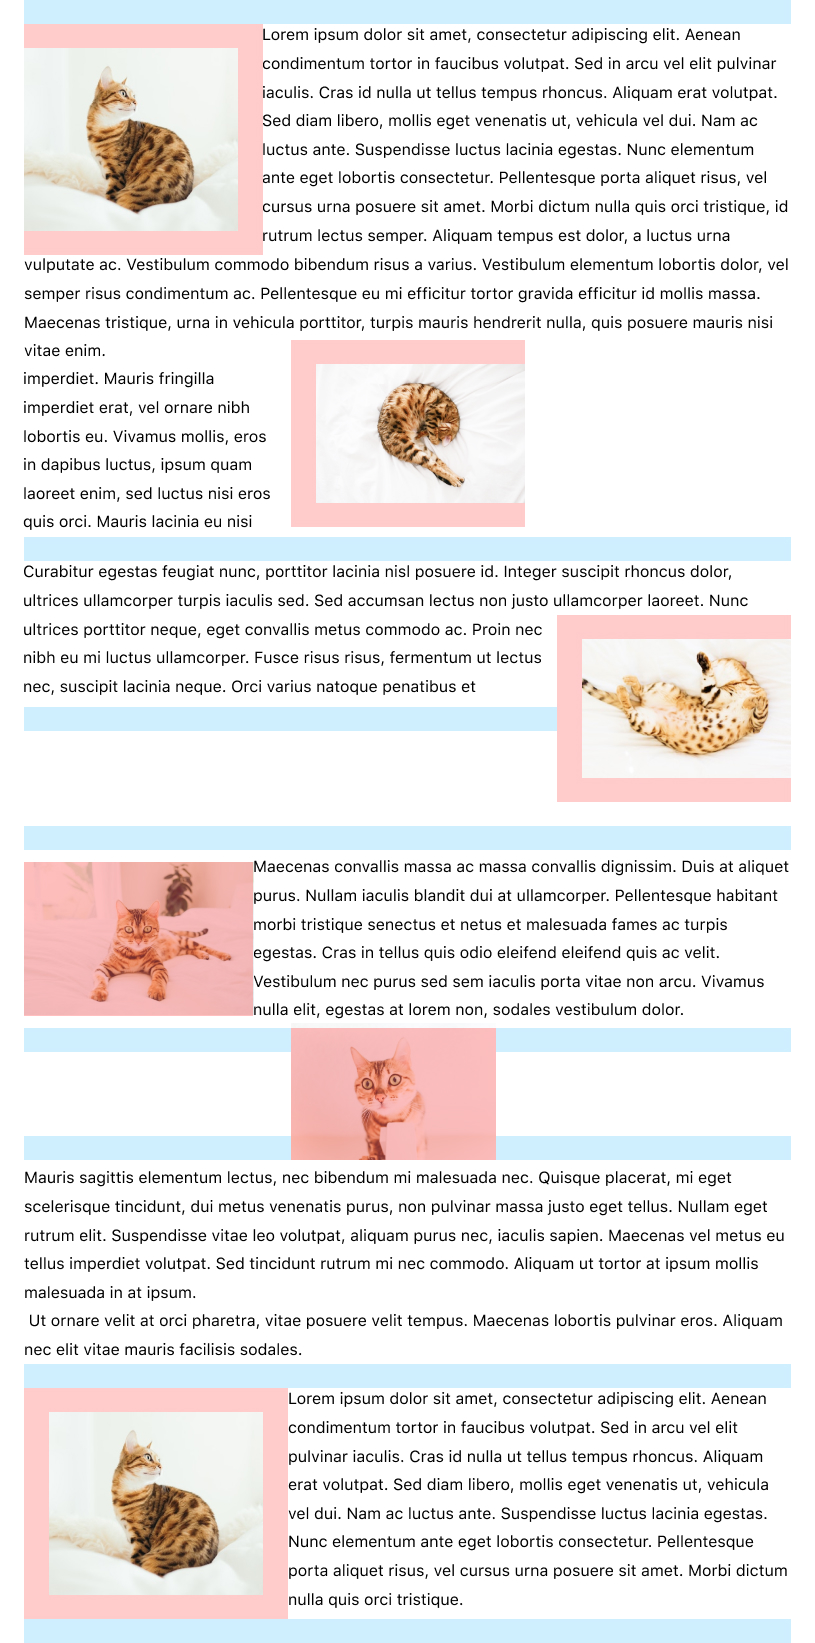 Lorem ipsum dolor sit amet, consectetur adipiscing elit. Aenean
condimentum tortor in faucibus volutpat. Sed in arcu vel elit pulvinar
iaculis. Cras id nulla ut tellus tempus rhoncus. Aliquam erat volutpat.
Sed diam libero, mollis eget venenatis ut, vehicula vel dui. Nam ac
luctus ante. Suspendisse luctus lacinia egestas. Nunc elementum
ante eget lobortis consectetur. Pellentesque porta aliquet risus, vel
cursus urna posuere sit amet. Morbi dictum nulla quis orci tristique, id
rutrum lectus semper. Aliquam tempus est dolor, a luctus urna
vulputate ac. Vestibulum commodo bibendum risus a varius. Vestibulum elementum lobortis dolor, vel
semper risus condimentum ac. Pellentesque eu mi efficitur tortor gravida efficitur id mollis massa.
Maecenas tristique, urna in vehicula porttitor, turpis mauris hendrerit nulla, quis posuere mauris nisi
vitae enim.
imperdiet. Mauris fringilla
imperdiet erat, vel ornare nibh
lobortis eu. Vivamus mollis, eros
in dapibus luctus, ipsum quam
laoreet enim, sed luctus nisi eros
quis orci. Mauris lacinia eu nisi
Curabitur egestas feugiat nunc, porttitor lacinia nisl posuere id. Integer suscipit rhoncus dolor,
ultrices ullamcorper turpis iaculis sed. Sed accumsan lectus non justo ullamcorper laoreet. Nunc
ultrices porttitor neque, eget convallis metus commodo ac. Proin nec
nibh eu mi luctus ullamcorper. Fusce risus risus, fermentum ut lectus
nec, suscipit lacinia neque. Orci varius natoque penatibus et
Maecenas convallis massa ac massa convallis dignissim. Duis at aliquet
purus. Nullam iaculis blandit dui at ullamcorper. Pellentesque habitant
morbi tristique senectus et netus et malesuada fames ac turpis
egestas. Cras in tellus quis odio eleifend eleifend quis ac velit.
Vestibulum nec purus sed sem iaculis porta vitae non arcu. Vivamus
nulla elit, egestas at lorem non, sodales vestibulum dolor.
Mauris sagittis elementum lectus, nec bibendum mi malesuada nec. Quisque placerat, mi eget
scelerisque tincidunt, dui metus venenatis purus, non pulvinar massa justo eget tellus. Nullam eget
rutrum elit. Suspendisse vitae leo volutpat, aliquam purus nec, iaculis sapien. Maecenas vel metus eu
tellus imperdiet volutpat. Sed tincidunt rutrum mi nec commodo. Aliquam ut tortor at ipsum mollis
malesuada in at ipsum.
Ut ornare velit at orci pharetra, vitae posuere velit tempus. Maecenas lobortis pulvinar eros. Aliquam
nec elit vitae mauris facilisis sodales.
Lorem ipsum dolor sit amet, consectetur adipiscing elit. Aenean
condimentum tortor in faucibus volutpat. Sed in arcu vel elit
pulvinar iaculis. Cras id nulla ut tellus tempus rhoncus. Aliquam
erat volutpat. Sed diam libero, mollis eget venenatis ut, vehicula
vel dui. Nam ac luctus ante. Suspendisse luctus lacinia egestas.
Nunc elementum ante eget lobortis consectetur. Pellentesque
porta aliquet risus, vel cursus urna posuere sit amet. Morbi dictum
nulla quis orci tristique.